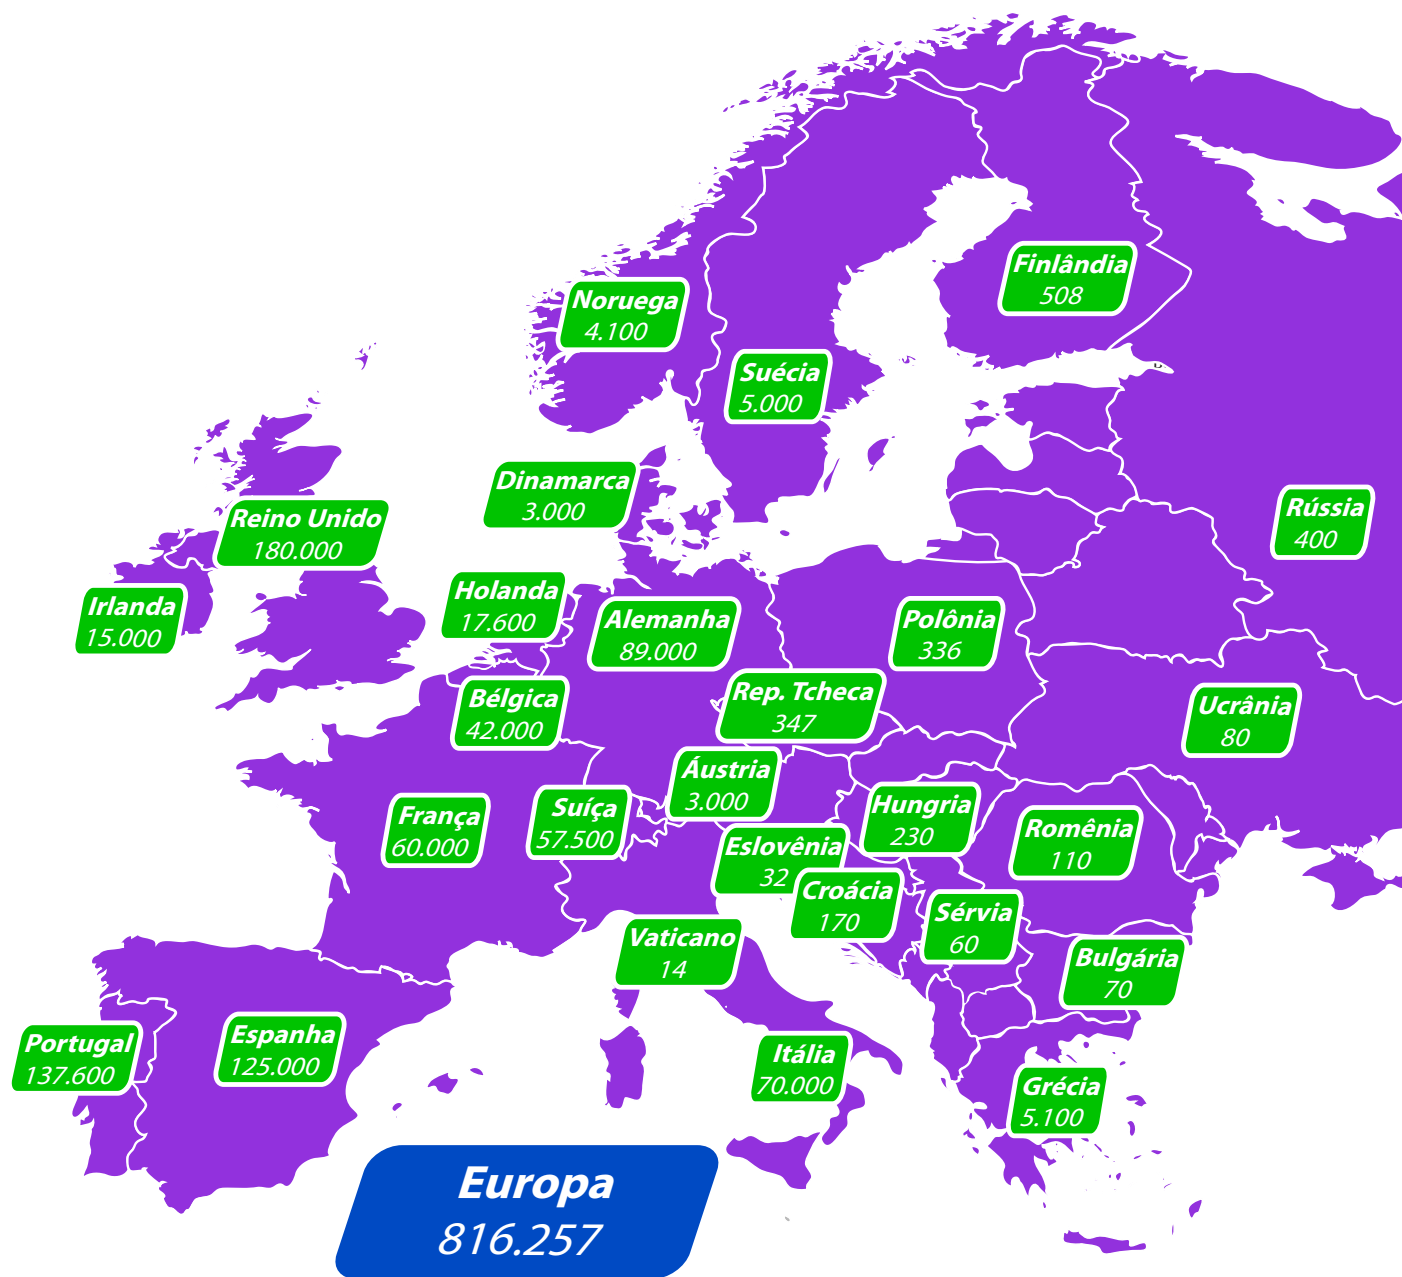 Finlândia
508
Noruega
4.100
Suécia
5.000
Dinamarca
3.000
Reino Unido
180.000
Rússia
400
Irlanda
15.000
Holanda
17.600
Alemanha
89.000
Polônia
336
Bélgica
42.000
Rep. Tcheca
347
Ucrânia
80
Áustria
3.000
França
60.000
Suíça
57.500
Hungria
230
Romênia
110
Eslovênia
32
Croácia
170
Sérvia
60
Vaticano
14
Bulgária
70
Portugal
137.600
Espanha
125.000
Itália
70.000
Grécia
5.100
Europa
816.257